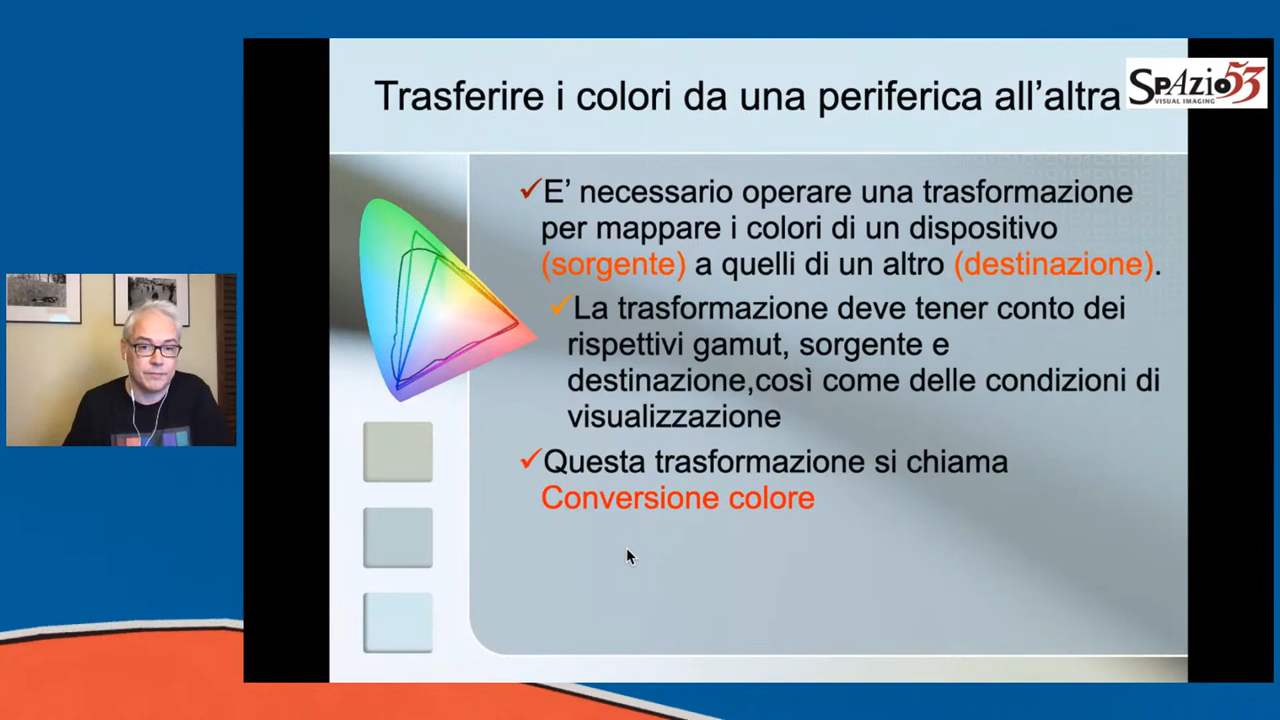 Trasferire i colori da una periferica all’altra
SPAZIO53
VISUAL IMAGING
E’ necessario operare una trasformazione
per mappare i colori di un dispositivo
(sorgente) a quelli di un altro (destinazione).
La trasformazione deve tener conto dei
rispettivi gamut, sorgente e
destinazione,così come delle condizioni di
visualizzazione
Questa trasformazione si chiama
Conversione colore